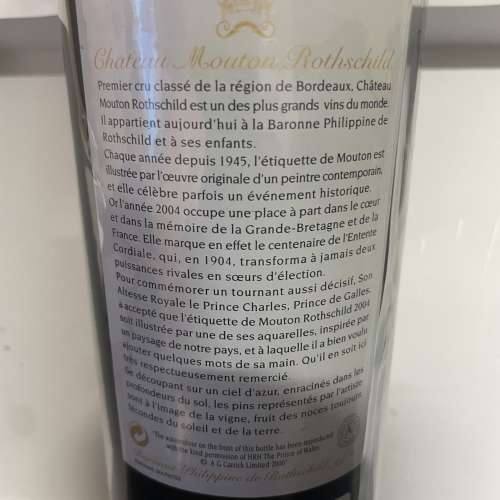 Chateau Mouton Rothschild
Premier cru classé de la région de Bordeaux, Château
Mouton Rothschild est un des plus grands vins du monde.
Il appartient aujourd'hui à la Baronne Philippine de
Rothschild et à ses enfants.
Chaque année depuis 1945, l'étiquette de Mouton est
illustrée par l'œuvre originale d'un peintre contemporain,
et elle célèbre parfois un événement historique.
Or l'année 2004 occupe une place à part dans le cœur
et dans la mémoire de la Grande-Bretagne et de la
France. Elle marque en effet le centenaire de l'Entente
Cordiale, qui, en 1904, transforma à jamais deux
puissances rivales en sœurs d'élection.
Pour commémorer un tournant aussi décisif, Son
Altesse Royale le Prince Charles, Prince de Galles,
a accepté que l'étiquette de Mouton Rothschild 2004
soit illustrée par une de ses aquarelles, inspirée par
un paysage de notre pays, et à laquelle il a bien voulu
ajouter quelques mots de sa main. Qu'il en soit ici
très respectueusement remercié.
Se découpant sur un ciel d'azur, enracinés dans les
profondeurs du sol, les pins représentés par l'artiste
sont à l'image de la vigne, fruit des noces toujours
fécondes du soleil et de la terre.
"The watercolour on the front of this bottle has been reproduced
with the kind permission of HRH The Prince of Wales
© A G Carrick Limited 2006"
Baronne Philippine de Rothschild